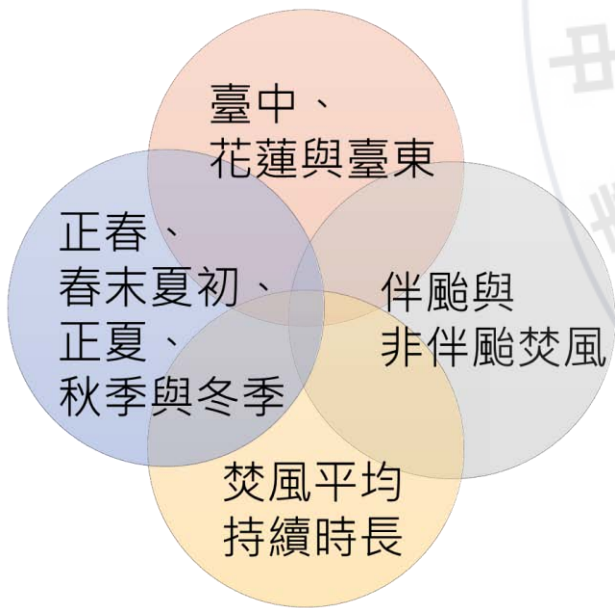 臺中、
花蓮與臺東
正春、
春末夏初、
正夏、
秋季與冬季
伴颱與
非伴颱焚風
焚風平均
持續時長
中